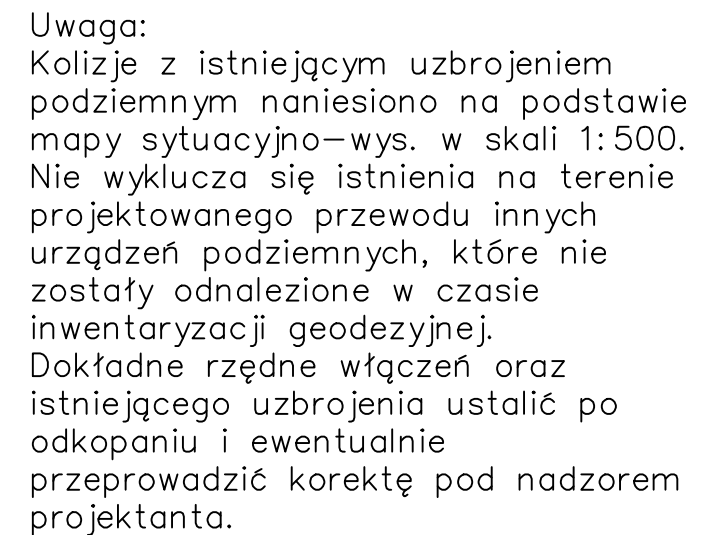 Uwaga:
Kolizje z istniejącym uzbrojeniem
podziemnym naniesiono na podstawie
mapy sytuacyjno–wys. w skali 1:500.
Nie wyklucza się istnienia na terenie
projektowanego przewodu innych
urządzeń podziemnych, które nie
zostały odnalezione w czasie
inwentaryzacji geodezyjnej.
Dokładne rzędne włączeń oraz
istniejącego uzbrojenia ustalić po
odkopaniu i ewentualnie
przeprowadzić korektę pod nadzorem
projektanta.